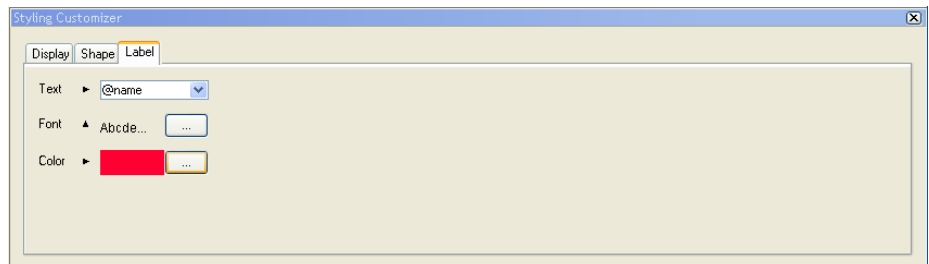 Styling Customizer
Display Shape Label
Text @name
Font Abcde... ...
Color ...